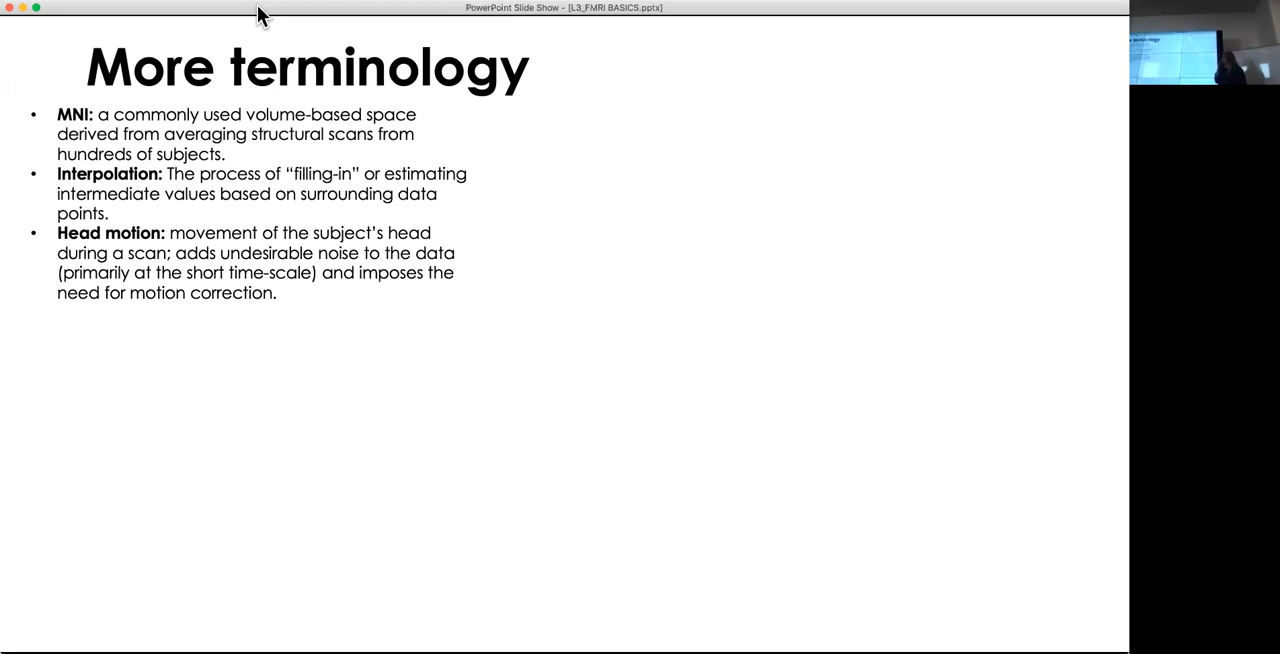 PowerPoint Slide Show - [L3_FMRI BASICS.pptx]
More terminology
• MNI: a commonly used volume-based space
derived from averaging structural scans from
hundreds of subjects.
• Interpolation: The process of “filling-in” or estimating
intermediate values based on surrounding data
points.
• Head motion: movement of the subject’s head
during a scan; adds undesirable noise to the data
(primarily at the short time-scale) and imposes the
need for motion correction.